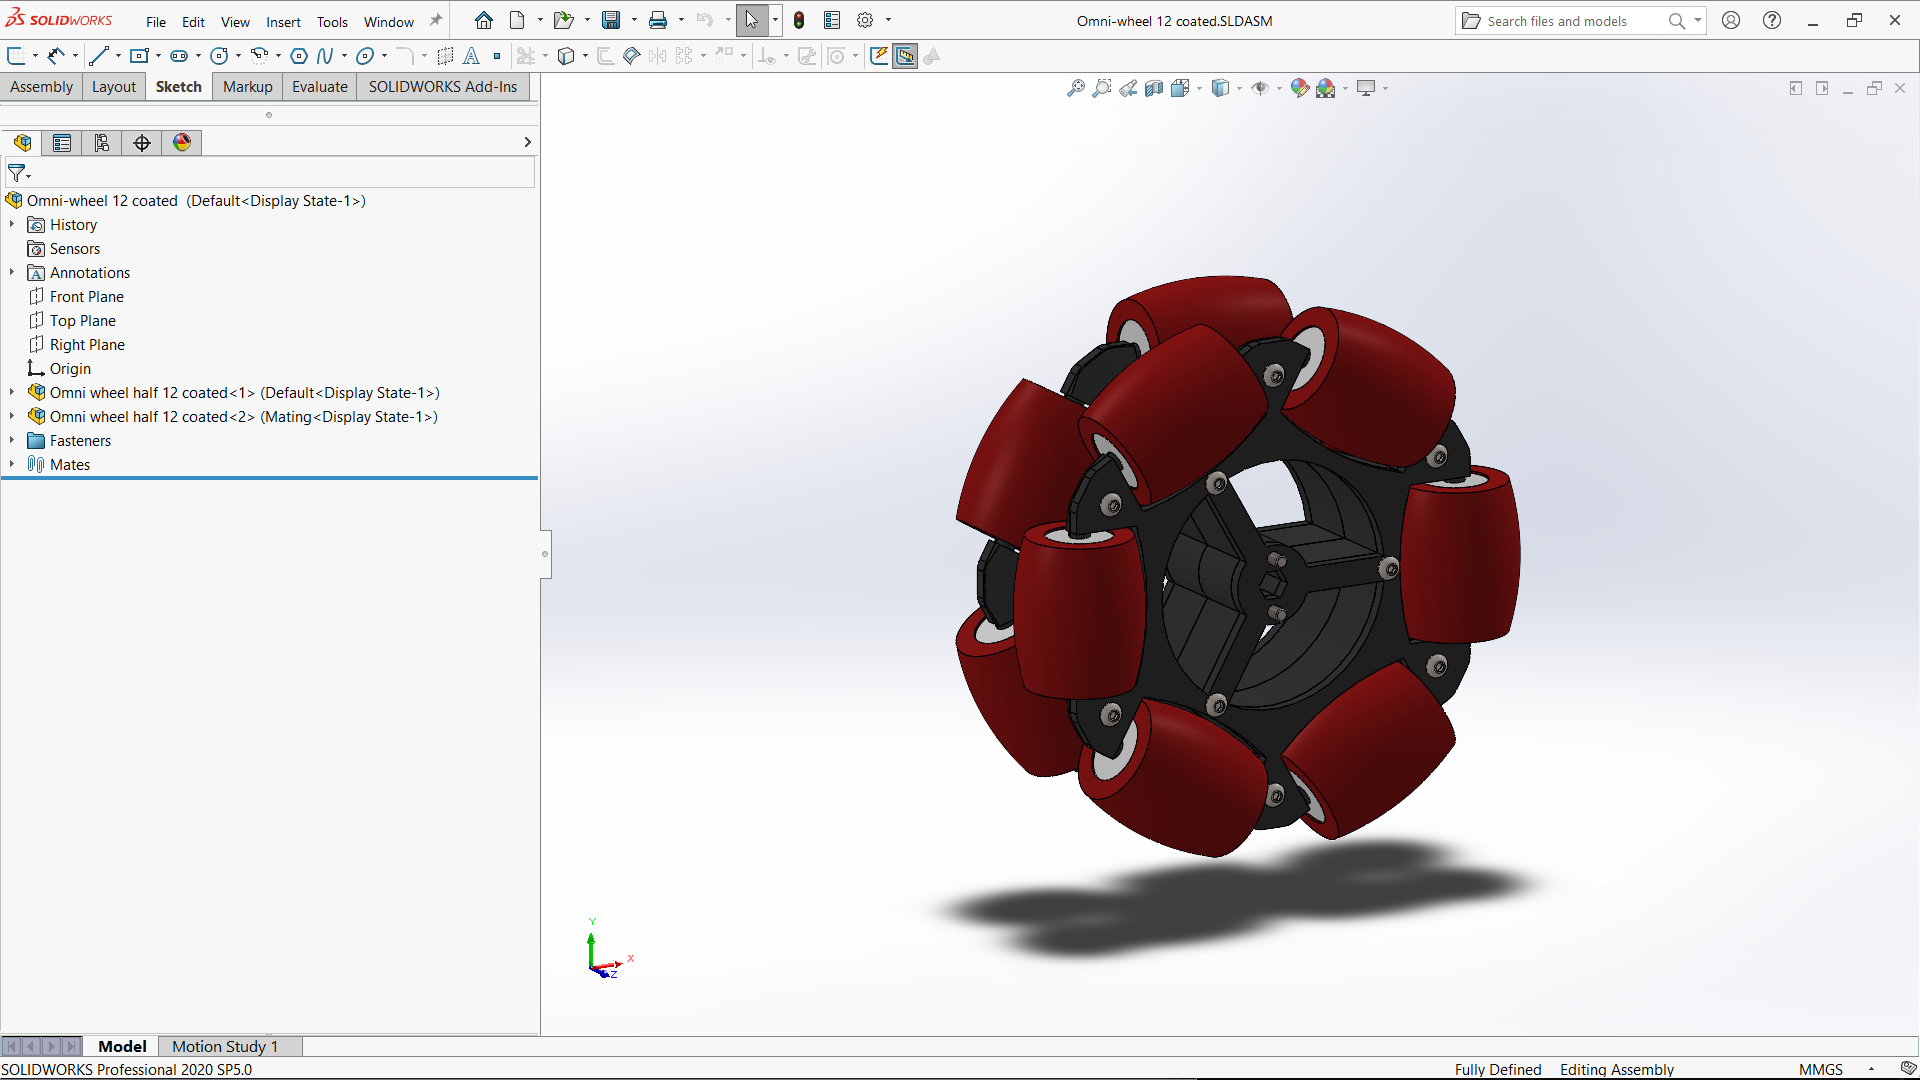 SOLIDWORKS File Edit View Insert Tools Window Omni-wheel 12 coated.SLDASM Search files and models
Assembly Layout Sketch Markup Evaluate SOLIDWORKS Add-Ins
Omni-wheel 12 coated (Default<Display State-1>)
History
Sensors
A Annotations
Front Plane
Top Plane
Right Plane
Origin
Omni wheel half 12 coated<1> (Default<Display State-1>)
Omni wheel half 12 coated<2> (Mating<Display State-1>)
Fasteners
Mates
Y
X
Z
Model Motion Study 1
SOLIDWORKS Professional 2020 SP5.0 Fully Defined Editing Assembly MMGS